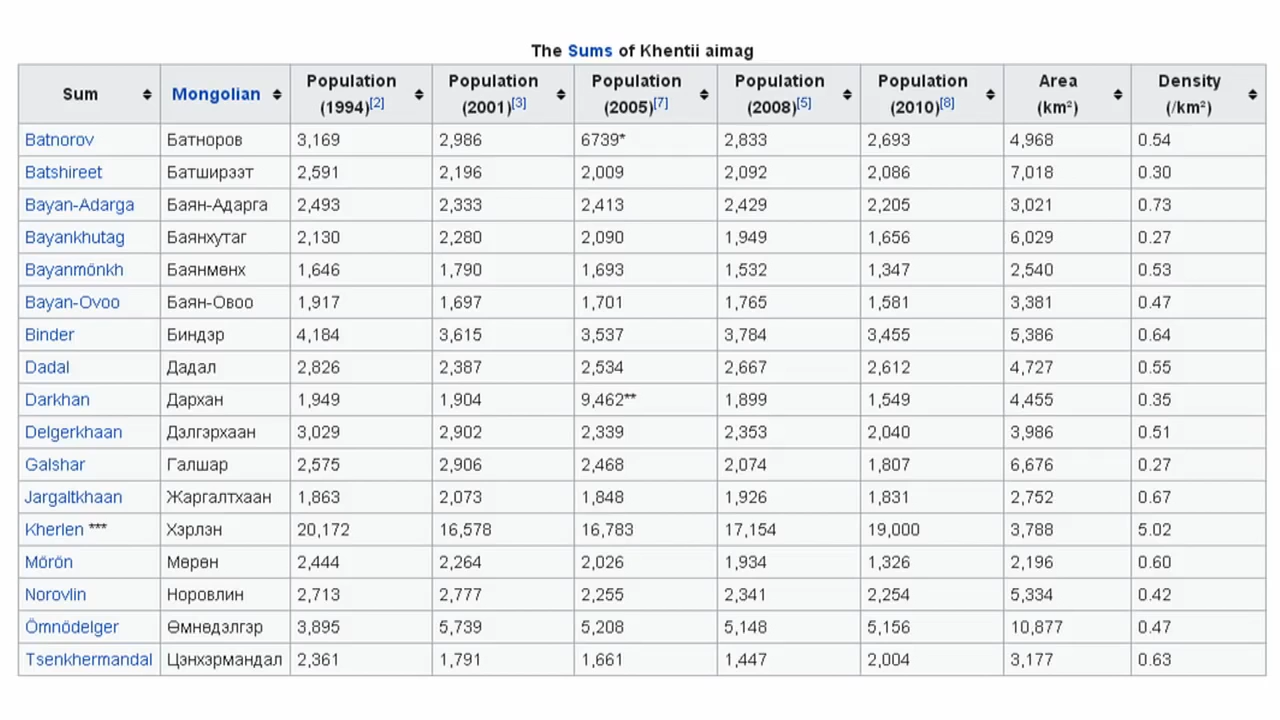 The Sums of Khentii aimag
Sum Mongolian Population (1994)[2] Population (2001)[3] Population (2005)[7] Population (2008)[5] Population (2010)[8] Area (km²) Density (/km²)
Batnorov Батноров 3,169 2,986 6739* 2,833 2,693 4,968 0.54
Batshireet Батширээт 2,591 2,196 2,009 2,092 2,086 7,018 0.30
Bayan-Adarga Баян-Адарга 2,493 2,333 2,413 2,429 2,205 3,021 0.73
Bayankhutag Баянхутаг 2,130 2,280 2,090 1,949 1,656 6,029 0.27
Bayanmönkh Баянмөнх 1,646 1,790 1,693 1,532 1,347 2,540 0.53
Bayan-Ovoo Баян-Овоо 1,917 1,697 1,701 1,765 1,581 3,381 0.47
Binder Биндэр 4,184 3,615 3,537 3,784 3,455 5,386 0.64
Dadal Дадал 2,826 2,387 2,534 2,667 2,612 4,727 0.55
Darkhan Дархан 1,949 1,904 9,462** 1,899 1,549 4,455 0.35
Delgerkhaan Дэлгэрхаан 3,029 2,902 2,339 2,353 2,040 3,986 0.51
Galshar Галшар 2,575 2,906 2,468 2,074 1,807 6,676 0.27
Jargaltkhaan Жаргалтхаан 1,863 2,073 1,848 1,926 1,831 2,752 0.67
Kherlen *** Хэрлэн 20,172 16,578 16,783 17,154 19,000 3,788 5.02
Mörön Мөрөн 2,444 2,264 2,026 1,934 1,326 2,196 0.60
Norovlin Норовлин 2,713 2,777 2,255 2,341 2,254 5,334 0.42
Ömnödelger Өмнөдэлгэр 3,895 5,739 5,208 5,148 5,156 10,877 0.47
Tsenkhermandal Цэнхэрмандал 2,361 1,791 1,661 1,447 2,004 3,177 0.63